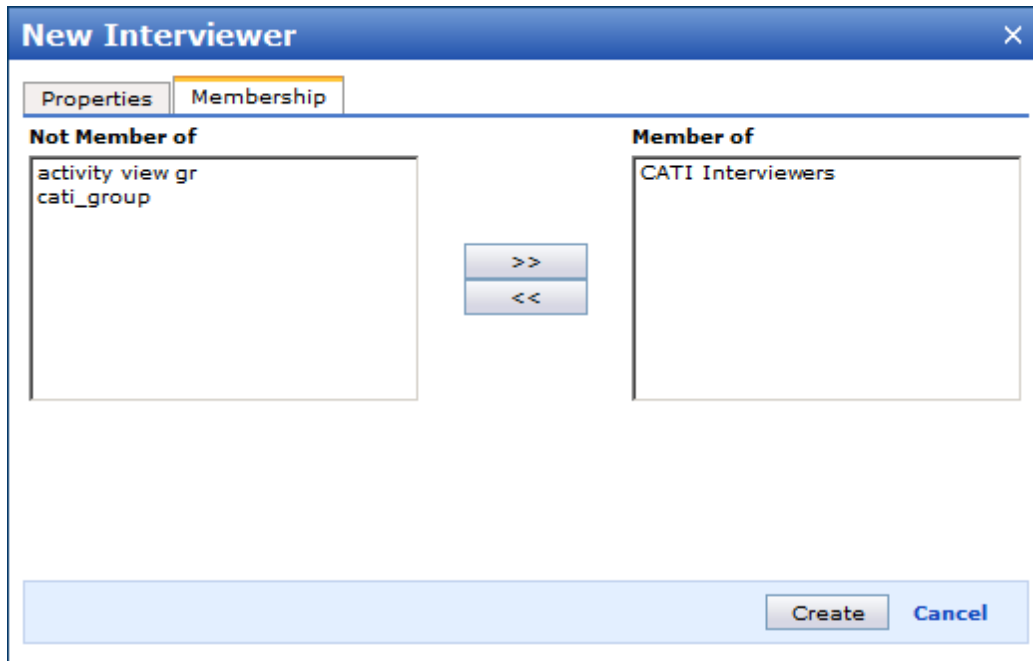 New Interviewer ×
Properties Membership
Not Member of Member of
activity view gr CATI Interviewers
cati_group
>>
<<
Create Cancel